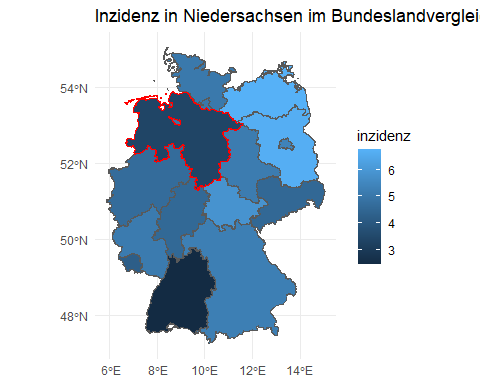 Inzidenz in Niedersachsen im Bundeslandverglei
54°N
52°N
50°N
48°N
6°E
8°E
10°E
12°E
14°E
inzidenz
6
5
4
3